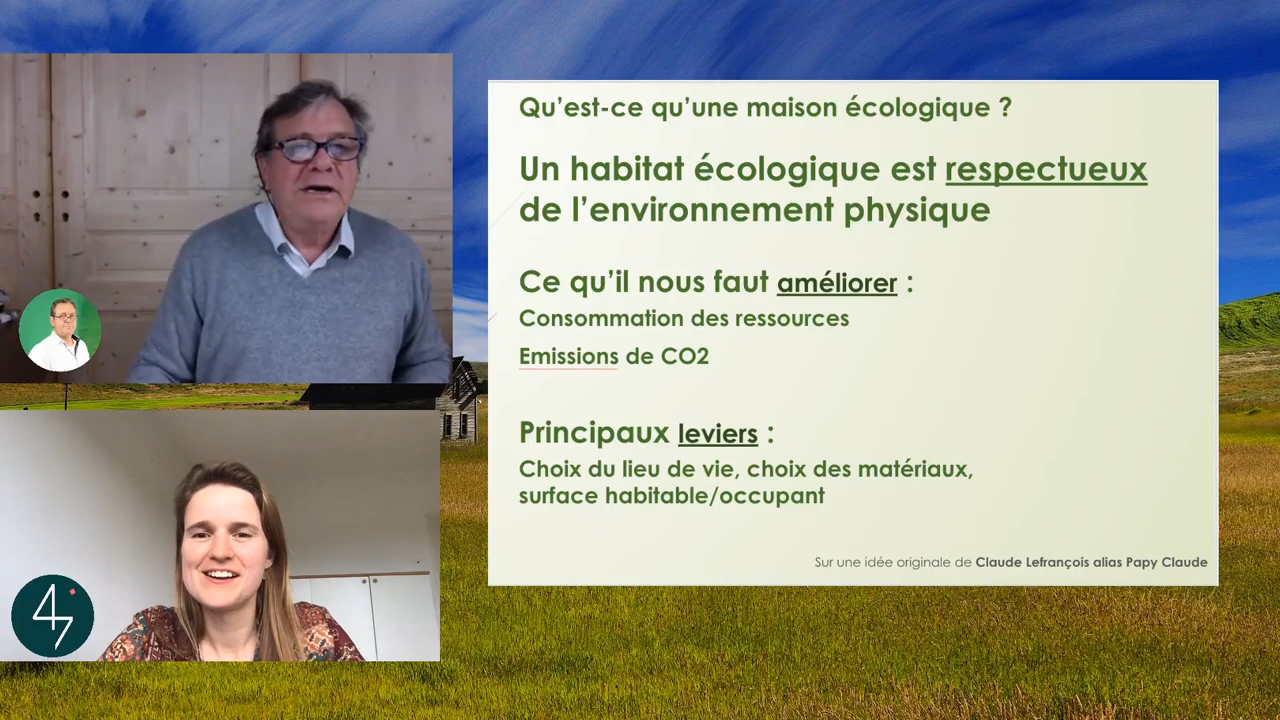 Qu’est-ce qu’une maison écologique ?
Un habitat écologique est respectueux
de l’environnement physique
Ce qu’il nous faut améliorer :
Consommation des ressources
Emissions de CO2
Principaux leviers :
Choix du lieu de vie, choix des matériaux,
surface habitable/occupant
Sur une idée originale de Claude Lefrançois alias Papy Claude
47